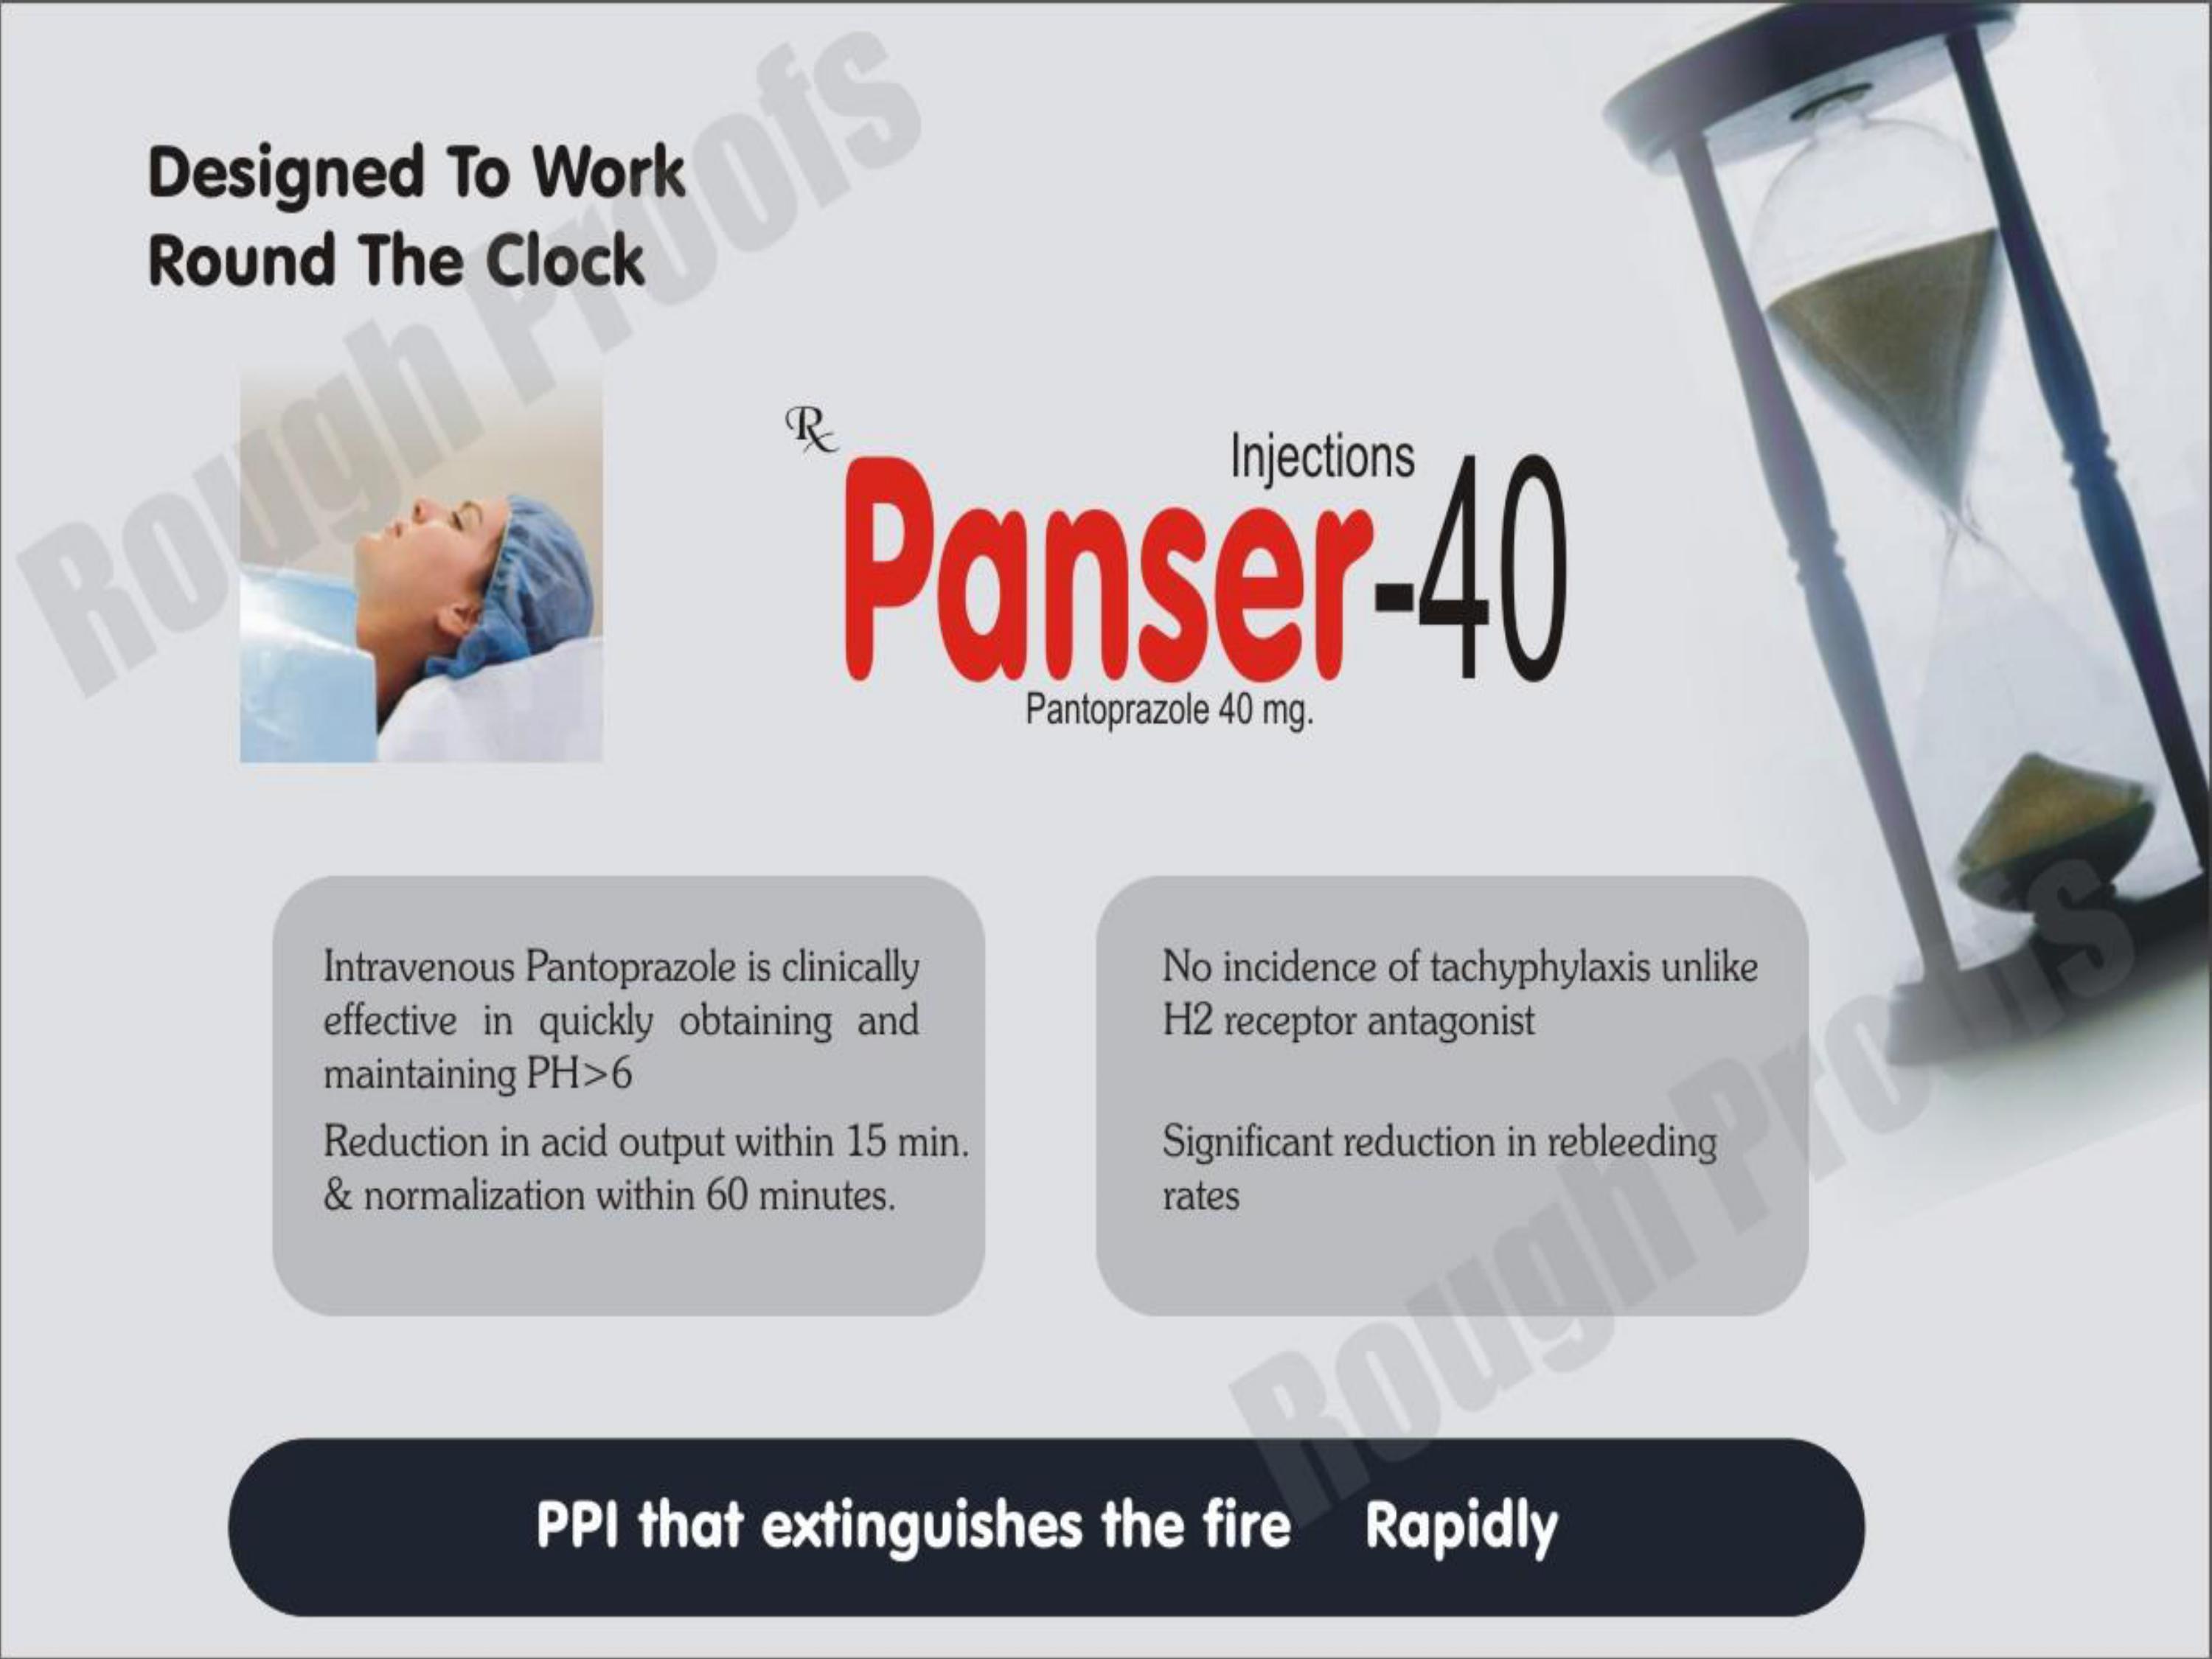 Designed To Work
Round The Clock
Rough Proofs
Rx
Injections
Panser-40
Pantoprazole 40 mg.
Intravenous Pantoprazole is clinically
effective in quickly obtaining and
maintaining PH>6
Reduction in acid output within 15 min.
& normalization within 60 minutes.
No incidence of tachyphylaxis unlike
H2 receptor antagonist
Significant reduction in rebleeding
rates
Rough Proofs
PPI that extinguishes the fire Rapidly